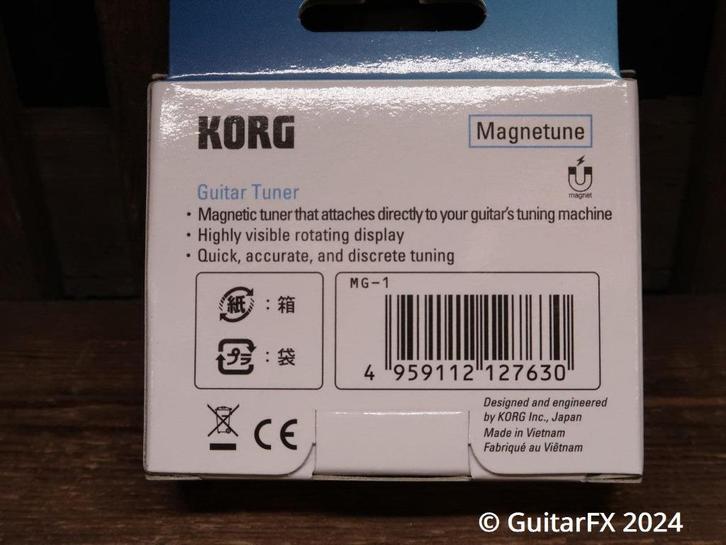 KORG
Magnetune
magnet
Guitar Tuner
• Magnetic tuner that attaches directly to your guitar's tuning machine
• Highly visible rotating display
• Quick, accurate, and discrete tuning
紙 : 箱
プラ : 袋
MG-1
4 959112 127630
CE
Designed and engineered
by KORG Inc., Japan
Made in Vietnam
Fabriqué au Viêtnam
© GuitarFX 2024